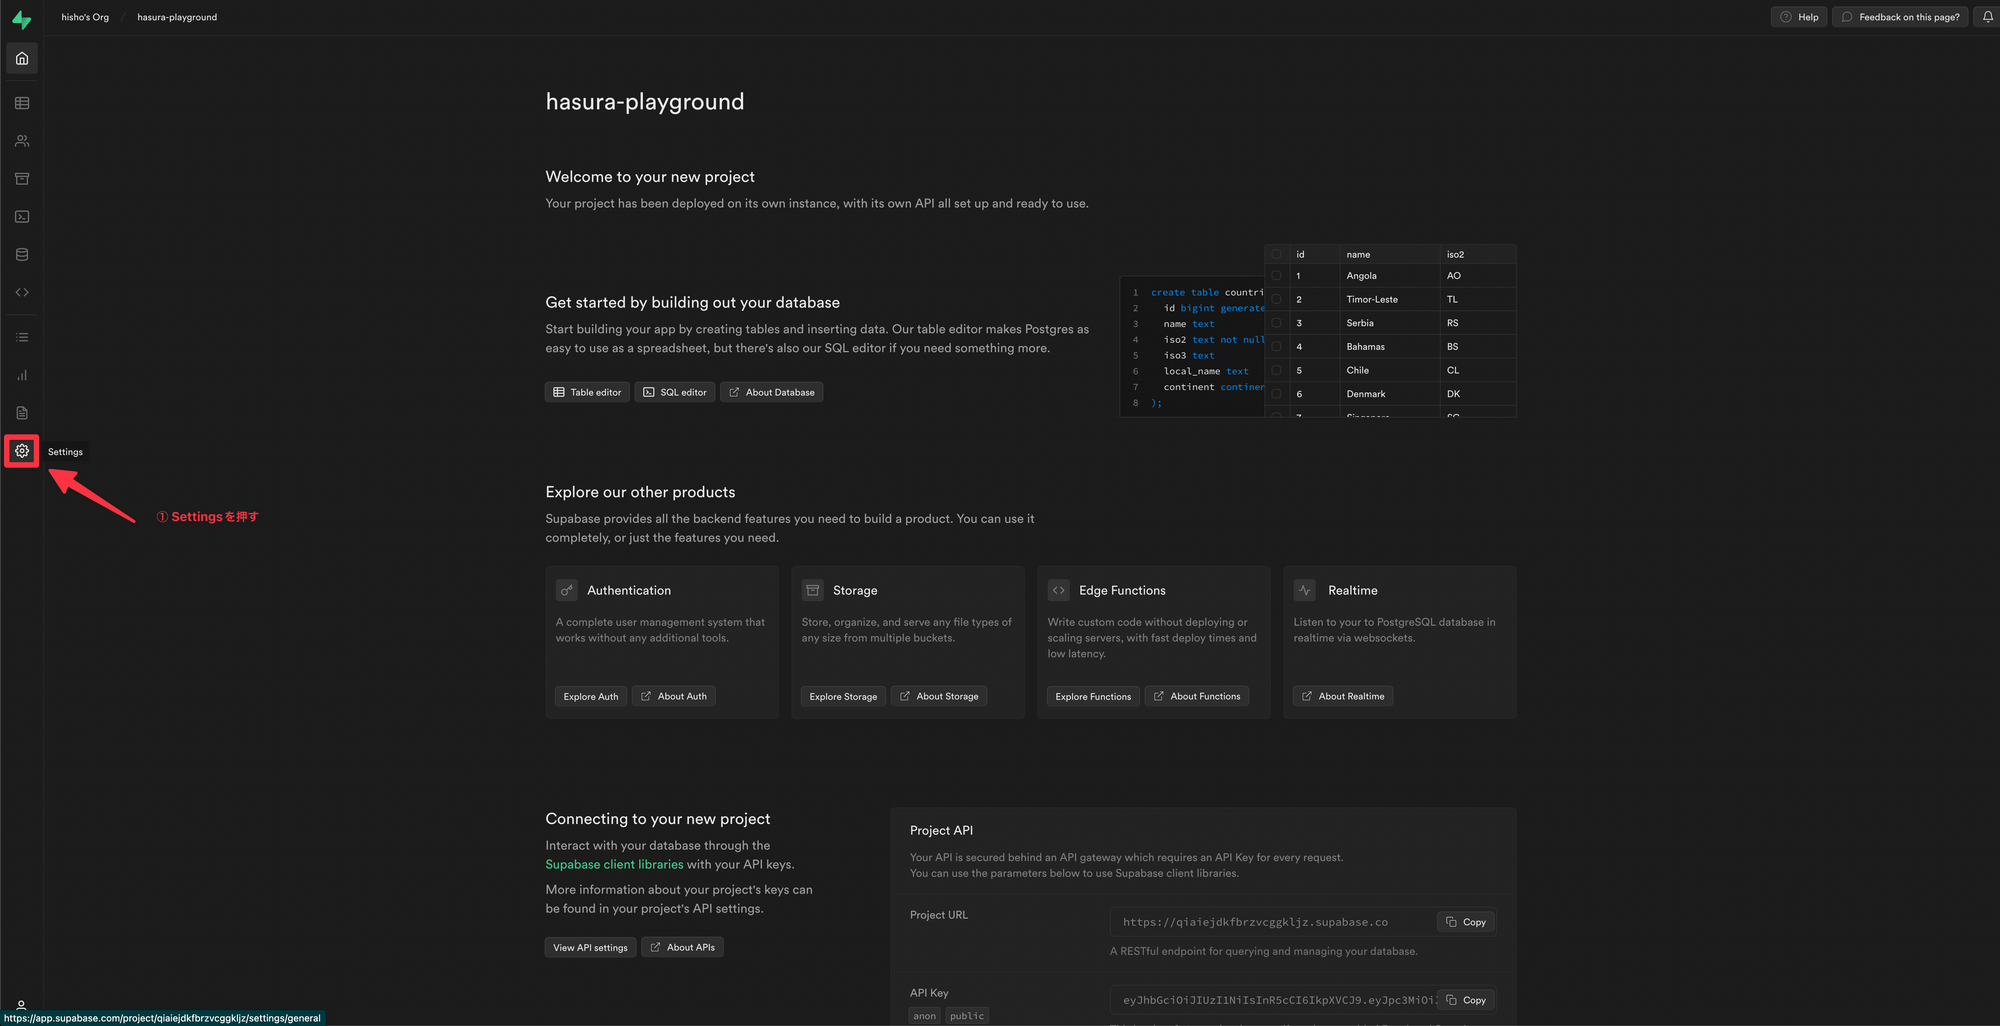 hisho's Org / hasura-playground
Help
Feedback on this page?
hasura-playground
Welcome to your new project
Your project has been deployed on its own instance, with its own API all set up and ready to use.
Get started by building out your database
Start building your app by creating tables and inserting data. Our table editor makes Postgres as
easy to use as a spreadsheet, but there's also our SQL editor if you need something more.
Table editor
SQL editor
About Database
1 create table countri
2 id bigint generate
3 name text
4 iso2 text not null
5 iso3 text
6 local_name text
7 continent continen
8 );
id name iso2
1 Angola AO
2 Timor-Leste TL
3 Serbia RS
4 Bahamas BS
5 Chile CL
6 Denmark DK
7 Singapore SG
Settings
① Settingsを押す
Explore our other products
Supabase provides all the backend features you need to build a product. You can use it
completely, or just the features you need.
Authentication
A complete user management system that
works without any additional tools.
Explore Auth
About Auth
Storage
Store, organize, and serve any file types of
any size from multiple buckets.
Explore Storage
About Storage
Edge Functions
Write custom code without deploying or
scaling servers, with fast deploy times and
low latency.
Explore Functions
About Functions
Realtime
Listen to your to PostgreSQL database in
realtime via websockets.
About Realtime
Connecting to your new project
Interact with your database through the
Supabase client libraries with your API keys.
More information about your project's keys can
be found in your project's API settings.
View API settings
About APIs
Project API
Your API is secured behind an API gateway which requires an API Key for every request.
You can use the parameters below to use Supabase client libraries.
Project URL
https://qiaiejdkfbrzvcggkljz.supabase.co
Copy
A RESTful endpoint for querying and managing your database.
API Key
anon public
eyJhbGciOiJIUzI1NiIsInR5cCI6IkpXVCJ9.eyJpc3MiOi
Copy
https://app.supabase.com/project/qiaiejdkfbrzvcggkljz/settings/general